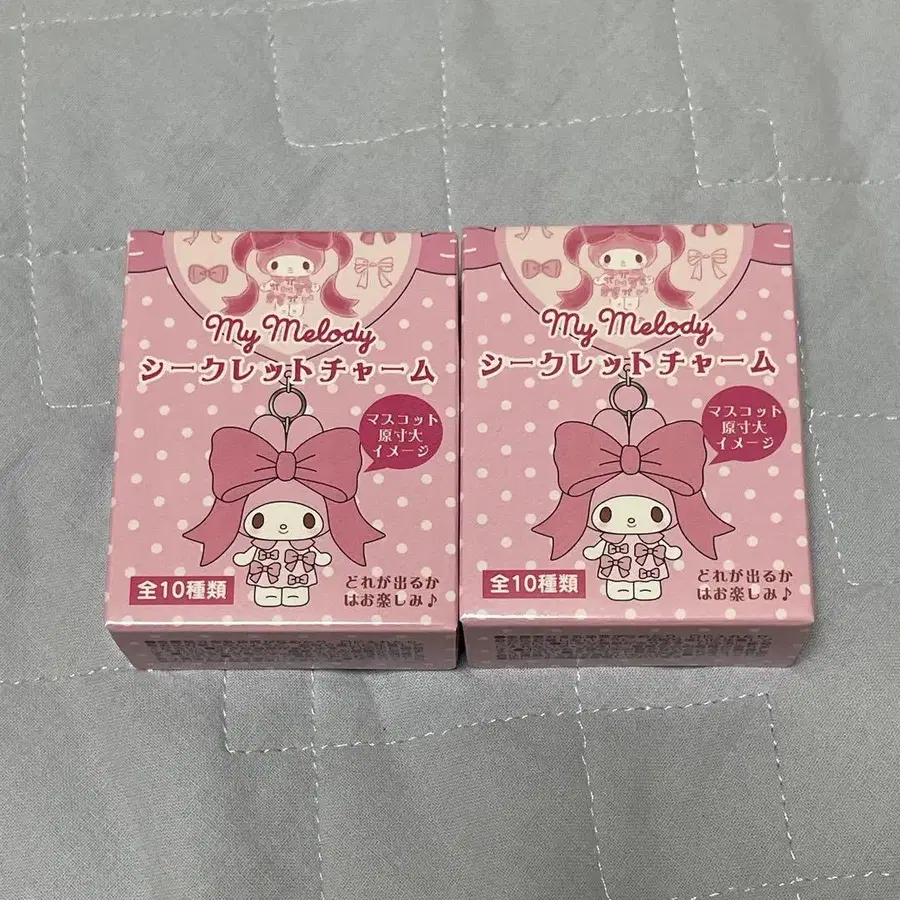 My Melody
シークレットチャーム
マスコット
原寸大
イメージ
全10種類
どれが出るか
はお楽しみ♪
My Melody
シークレットチャーム
マスコット
原寸大
イメージ
全10種類
どれが出るか
はお楽しみ♪